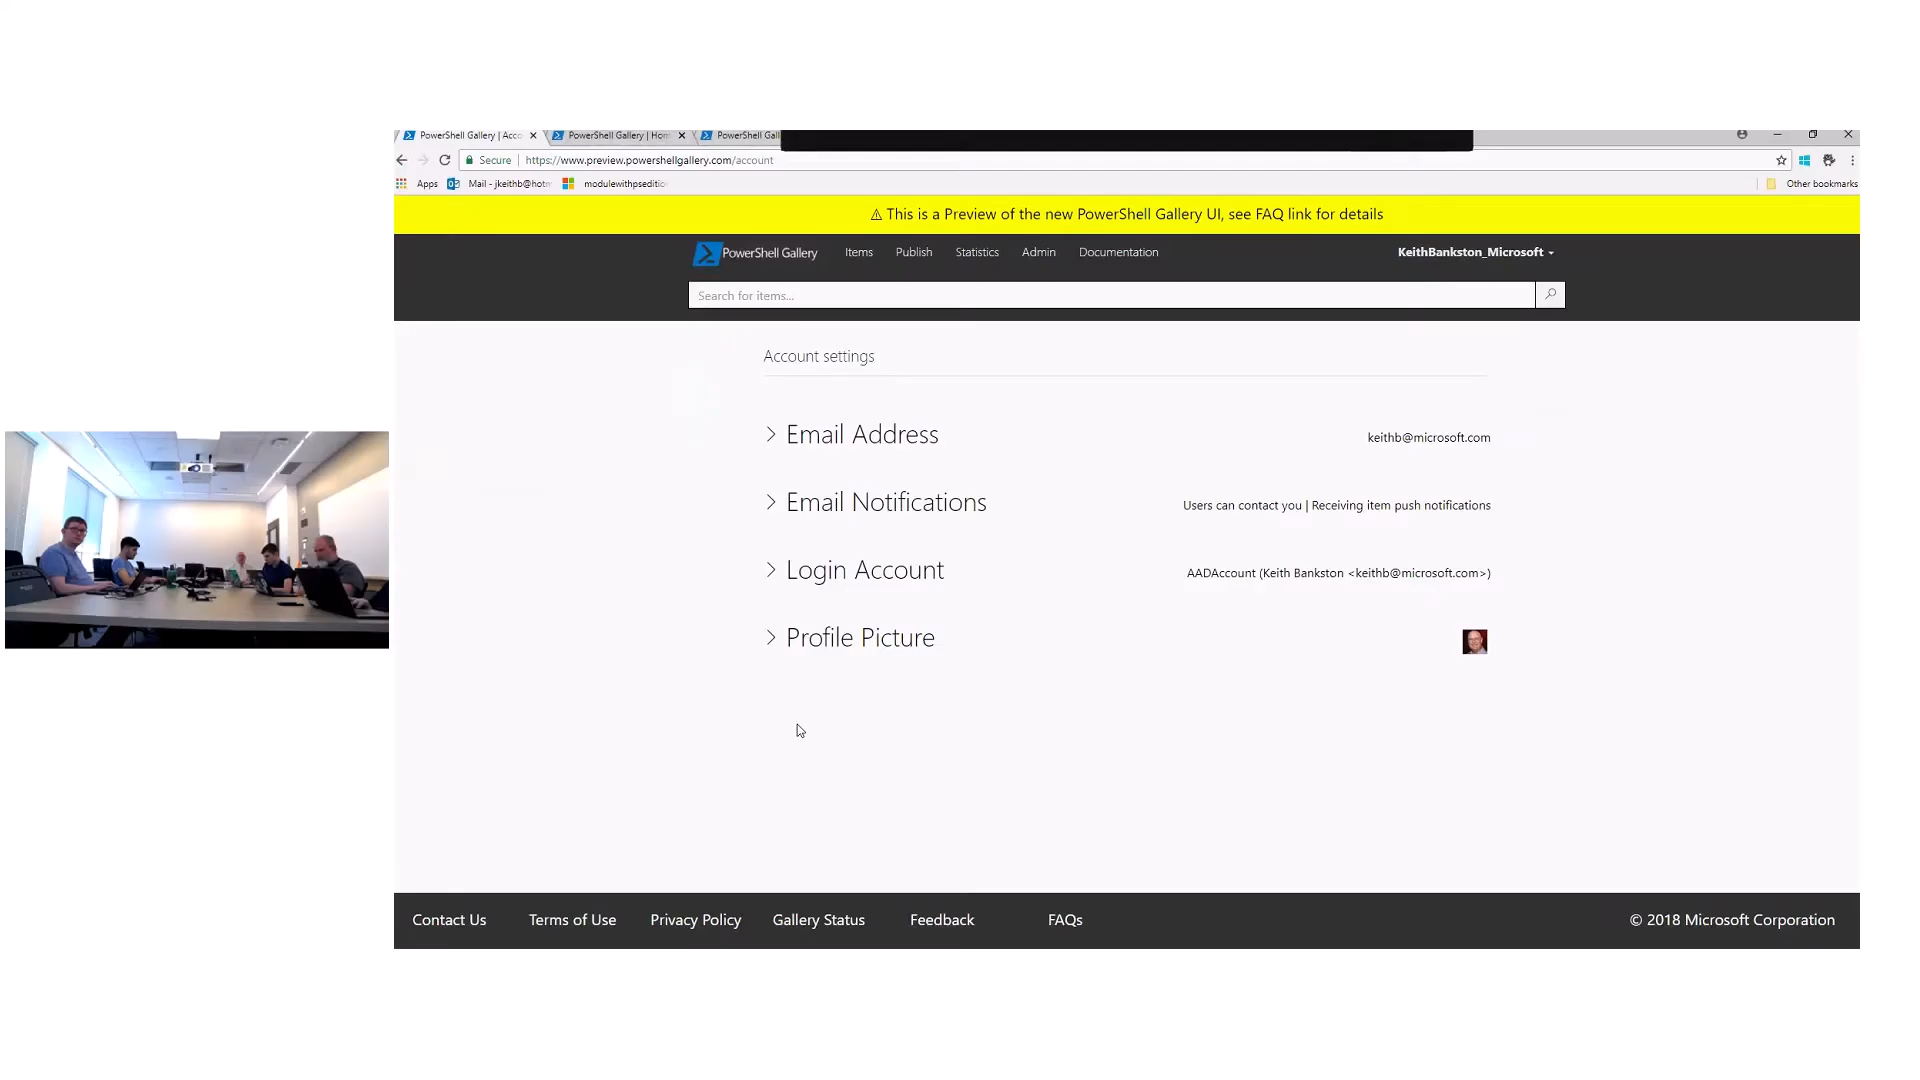 PowerShell Gallery | Acco
PowerShell Gallery | Hom
PowerShell Gall
Secure | https://www.preview.powershellgallery.com/account
Apps
Mail - jkeithb@hotm
modulewithpseditio
Other bookmarks
⚠ This is a Preview of the new PowerShell Gallery UI, see FAQ link for details
PowerShell Gallery
Items
Publish
Statistics
Admin
Documentation
KeithBankston_Microsoft
Search for items...
Account settings
Email Address
keithb@microsoft.com
Email Notifications
Users can contact you | Receiving item push notifications
Login Account
AADAccount (Keith Bankston <keithb@microsoft.com>)
Profile Picture
Contact Us
Terms of Use
Privacy Policy
Gallery Status
Feedback
FAQs
© 2018 Microsoft Corporation